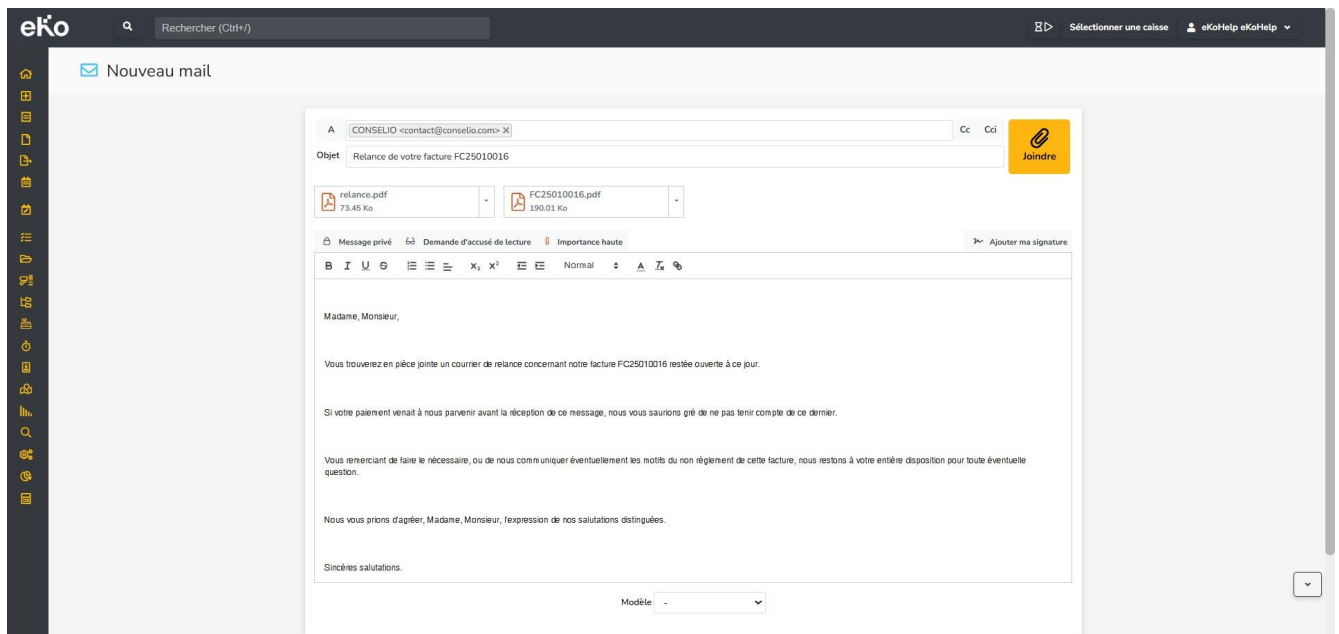 eKo
Rechercher (Ctrl+/)
Sélectionner une caisse
eKoHelp eKoHelp
Nouveau mail
A CONSELIO <contact@conselio.com> Cc Cci
Objet Relance de votre facture FC25010016
Joindre
relance.pdf
73.45 Ko
FC25010016.pdf
190.01 Ko
Message privé Demande d'accusé de lecture Importance haute Ajouter ma signature
B I U S X₂ X² Normal A Tx
Madame, Monsieur,
Vous trouverez en pièce jointe un courrier de relance concernant notre facture FC25010016 restée ouverte à ce jour.
Si votre paiement venait à nous parvenir avant la réception de ce message, nous vous saurions gré de ne pas tenir compte de ce dernier.
Vous remerciant de faire le nécessaire, ou de nous communiquer éventuellement les motifs du non règlement de cette facture, nous restons à votre entière disposition pour toute éventuelle
question.
Nous vous prions d'agréer, Madame, Monsieur, l'expression de nos salutations distinguées.
Sincères salutations.
Modèle -